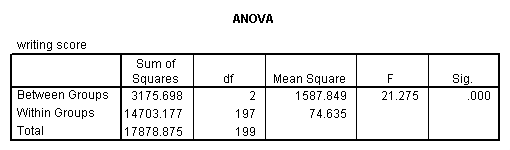 ANOVA
writing score
Sum of Squares df Mean Square F Sig.
Between Groups 3175.698 2 1587.849 21.275 .000
Within Groups 14703.177 197 74.635
Total 17878.875 199